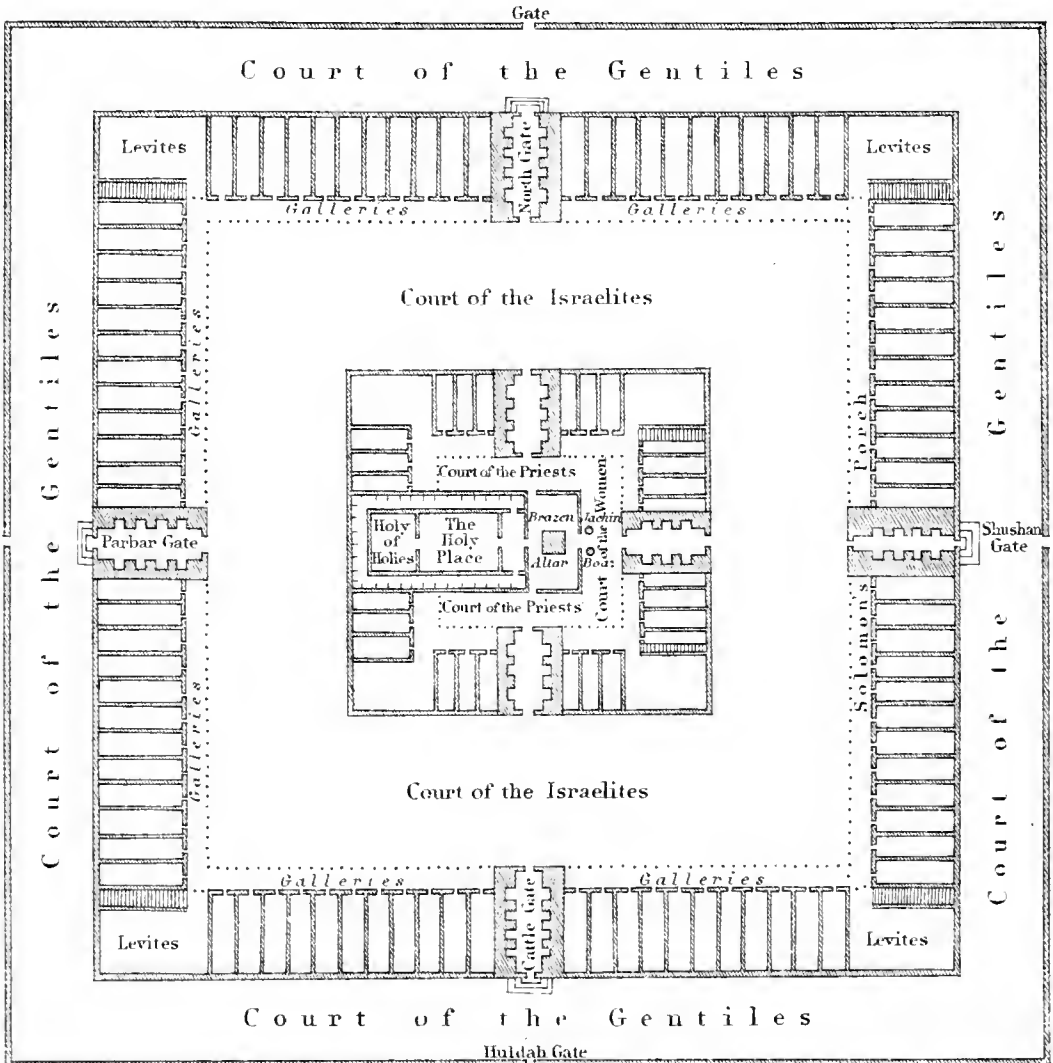 Gate
Court of the Gentiles
Levites
North Gate
Levites
Galleries
Galleries
Court of the Gentiles
Galleries
Galleries
Court of the Israelites
Porch
Solomons
Court of the Gentiles
Court of the Priests
Court of the Women
Holy
of
Holies
The
Holy
Place
Brazen
Altar
Jachin
Boaz
Court of the Priests
Parbar Gate
Shushan
Gate
Court of the Israelites
Galleries
Galleries
Cattle Gate
Levites
Levites
Court of the Gentiles
Huldah Gate